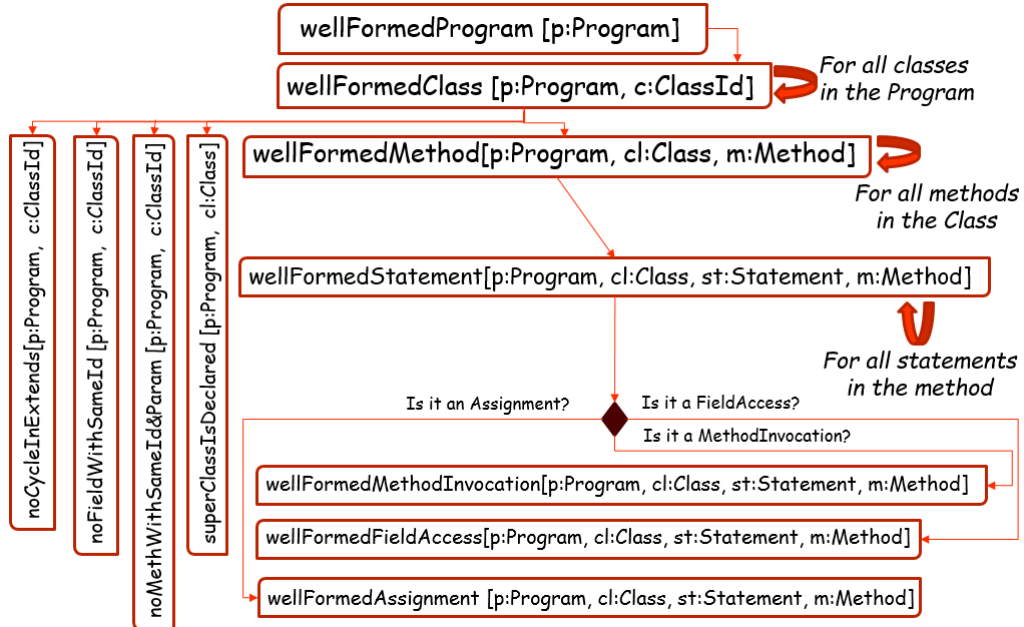 wellFormedProgram [p:Program]
wellFormedClass [p:Program, c:ClassId]
For all classes
in the Program
noCycleInExtends[p:Program, c:ClassId]
noFieldWithSameId [p:Program, c:ClassId]
noMethWithSameId&Param [p:Program, c:ClassId]
superClassIsDeclared [p:Program, cl:Class]
wellFormedMethod[p:Program, cl:Class, m:Method]
For all methods
in the Class
wellFormedStatement[p:Program, cl:Class, st:Statement, m:Method]
For all statements
in the method
Is it an Assignment?
Is it a FieldAccess?
Is it a MethodInvocation?
wellFormedMethodInvocation[p:Program, cl:Class, st:Statement, m:Method]
wellFormedFieldAccess[p:Program, cl:Class, st:Statement, m:Method]
wellFormedAssignment [p:Program, cl:Class, st:Statement, m:Method]